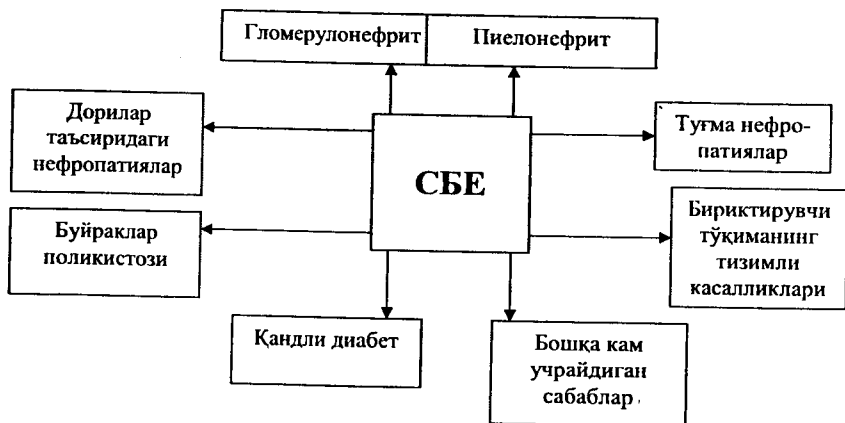 Гломерулонефрит
Пиелонефрит
Дорилар
таъсиридаги
нефропатиялар
Туғма нефро-
патиялар
СБЕ
Буйраклар
поликистози
Бириктирувчи
тўқиманинг
тизимли
касалликлари
Қандли диабет
Бошқа кам
учрайдиган
сабаблар